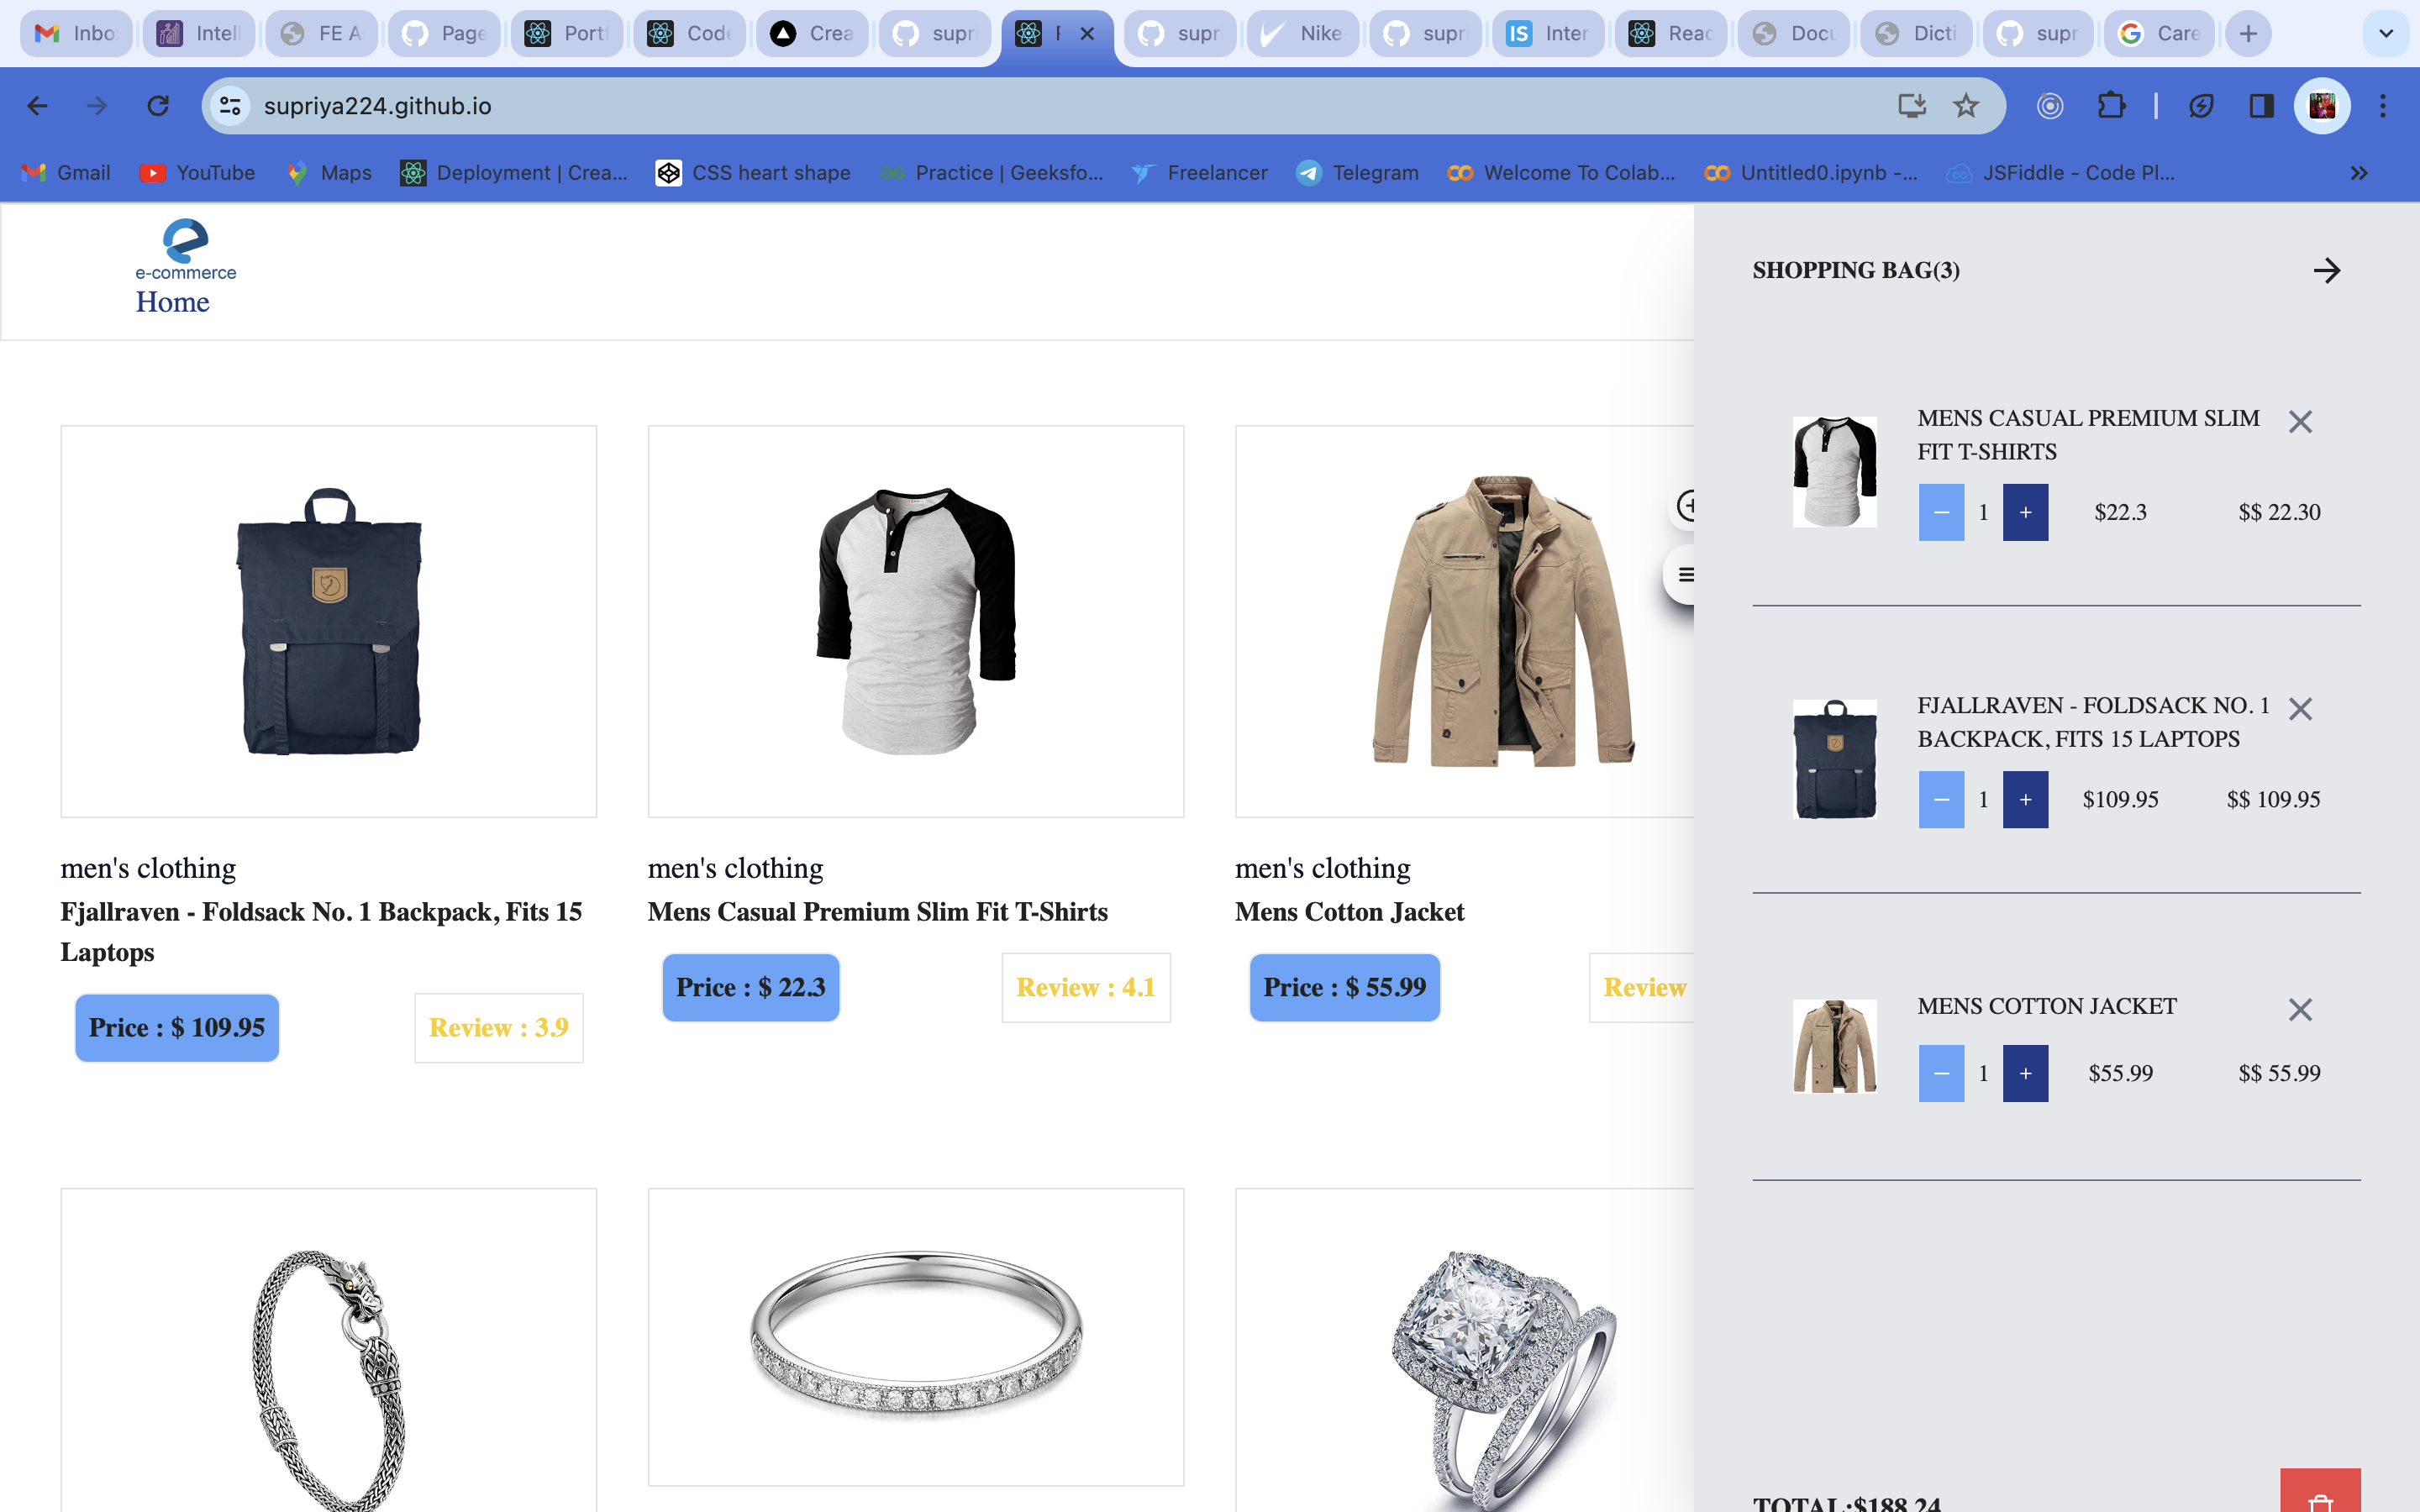 Inbo
Intell
FE A
Page
Portf
Code
Crea
supr
supr
Nike
supr
Inter
Reac
Docu
Dicti
supr
Care
supriya224.github.io
Gmail
YouTube
Maps
Deployment | Crea...
CSS heart shape
Practice | Geeksfo...
Freelancer
Telegram
Welcome To Colab...
Untitled0.ipynb -...
JSFiddle - Code Pl...
e-commerce
Home
men's clothing
Fjallraven - Foldsack No. 1 Backpack, Fits 15
Laptops
Price : $ 109.95
Review : 3.9
men's clothing
Mens Casual Premium Slim Fit T-Shirts
Price : $ 22.3
Review : 4.1
men's clothing
Mens Cotton Jacket
Price : $ 55.99
Review
SHOPPING BAG(3)
MENS CASUAL PREMIUM SLIM
FIT T-SHIRTS
1
$22.3
$$ 22.30
FJALLRAVEN - FOLDSACK NO. 1
BACKPACK, FITS 15 LAPTOPS
1
$109.95
$$ 109.95
MENS COTTON JACKET
1
$55.99
$$ 55.99
TOTAL:$188.24